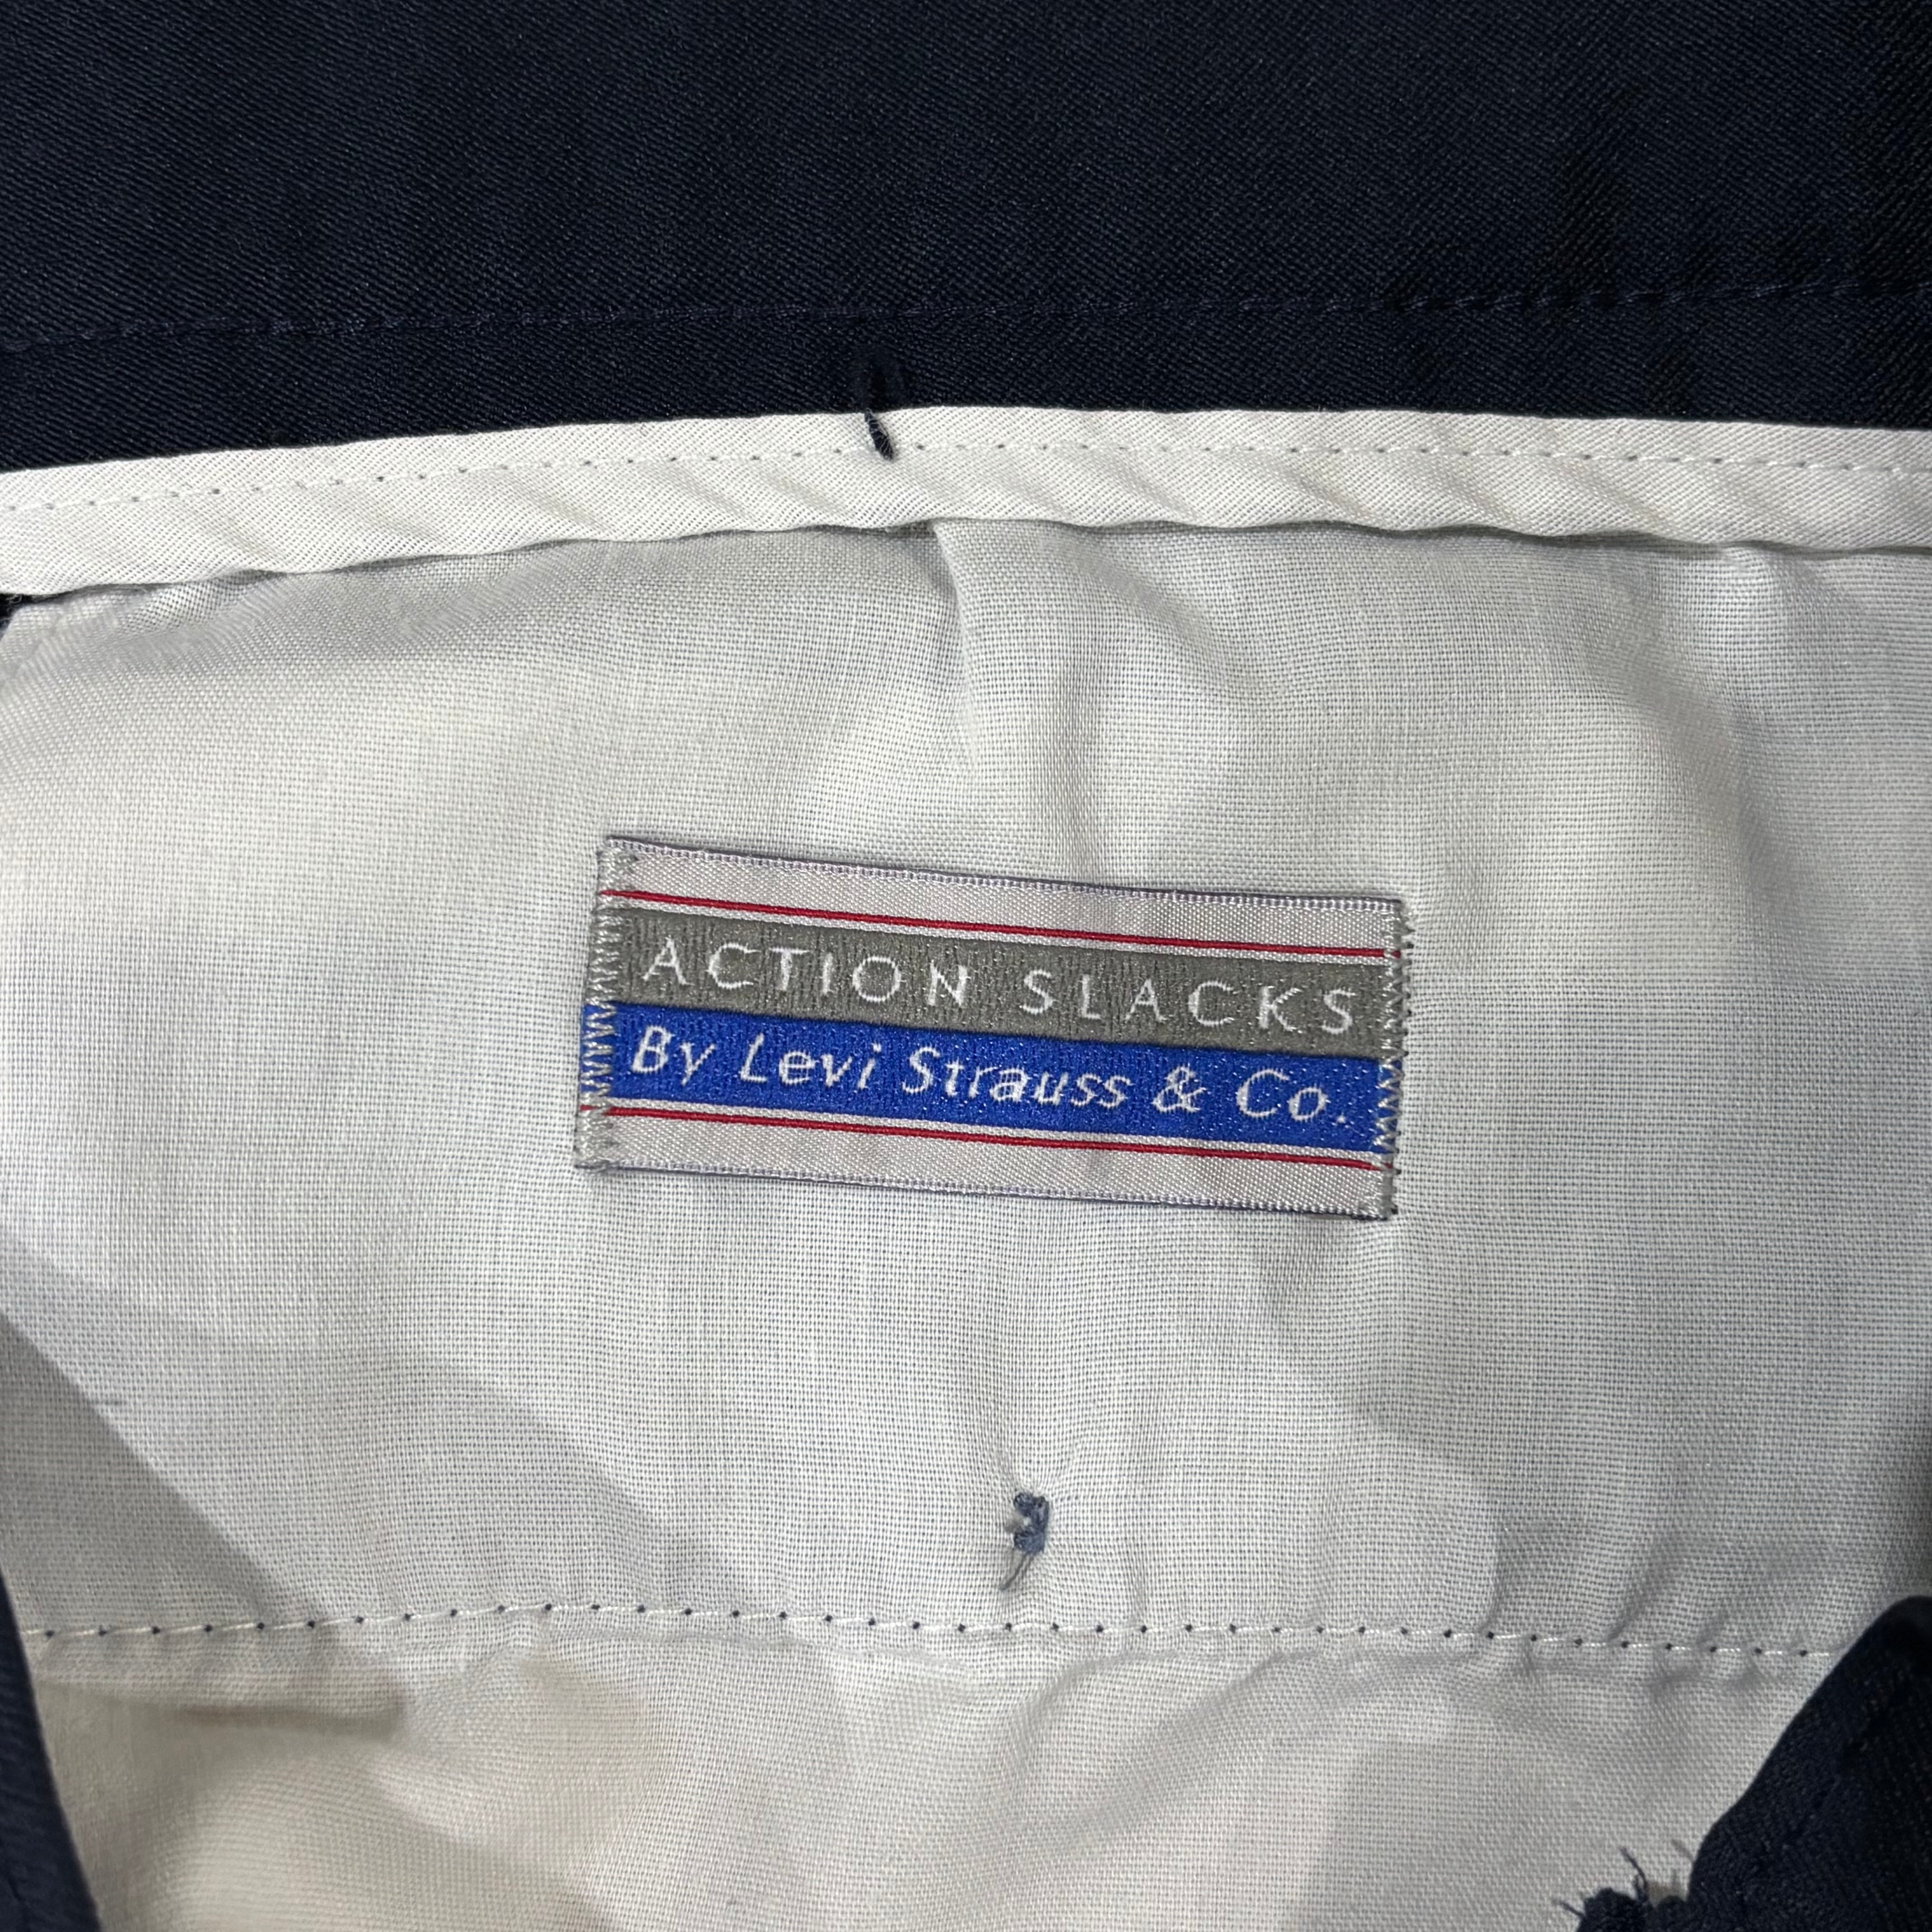 ACTION SLACKS
By Levi Strauss & Co.